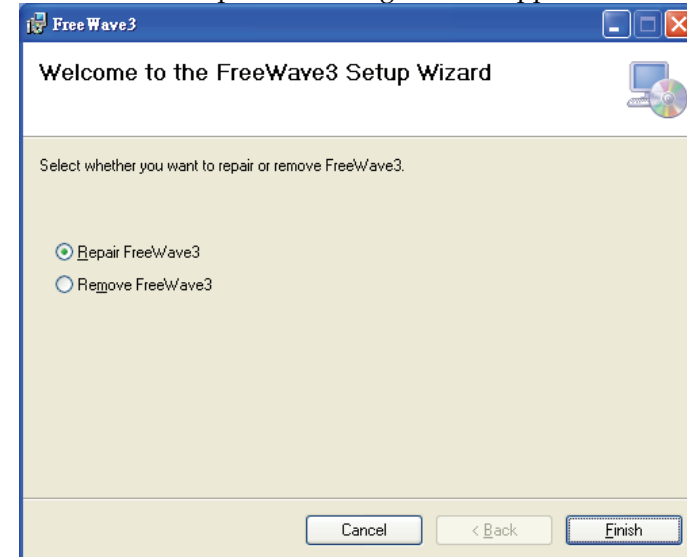 FreeWave3
Welcome to the FreeWave3 Setup Wizard
Select whether you want to repair or remove FreeWave3.
Repair FreeWave3
Remove FreeWave3
Cancel
< Back
Finish